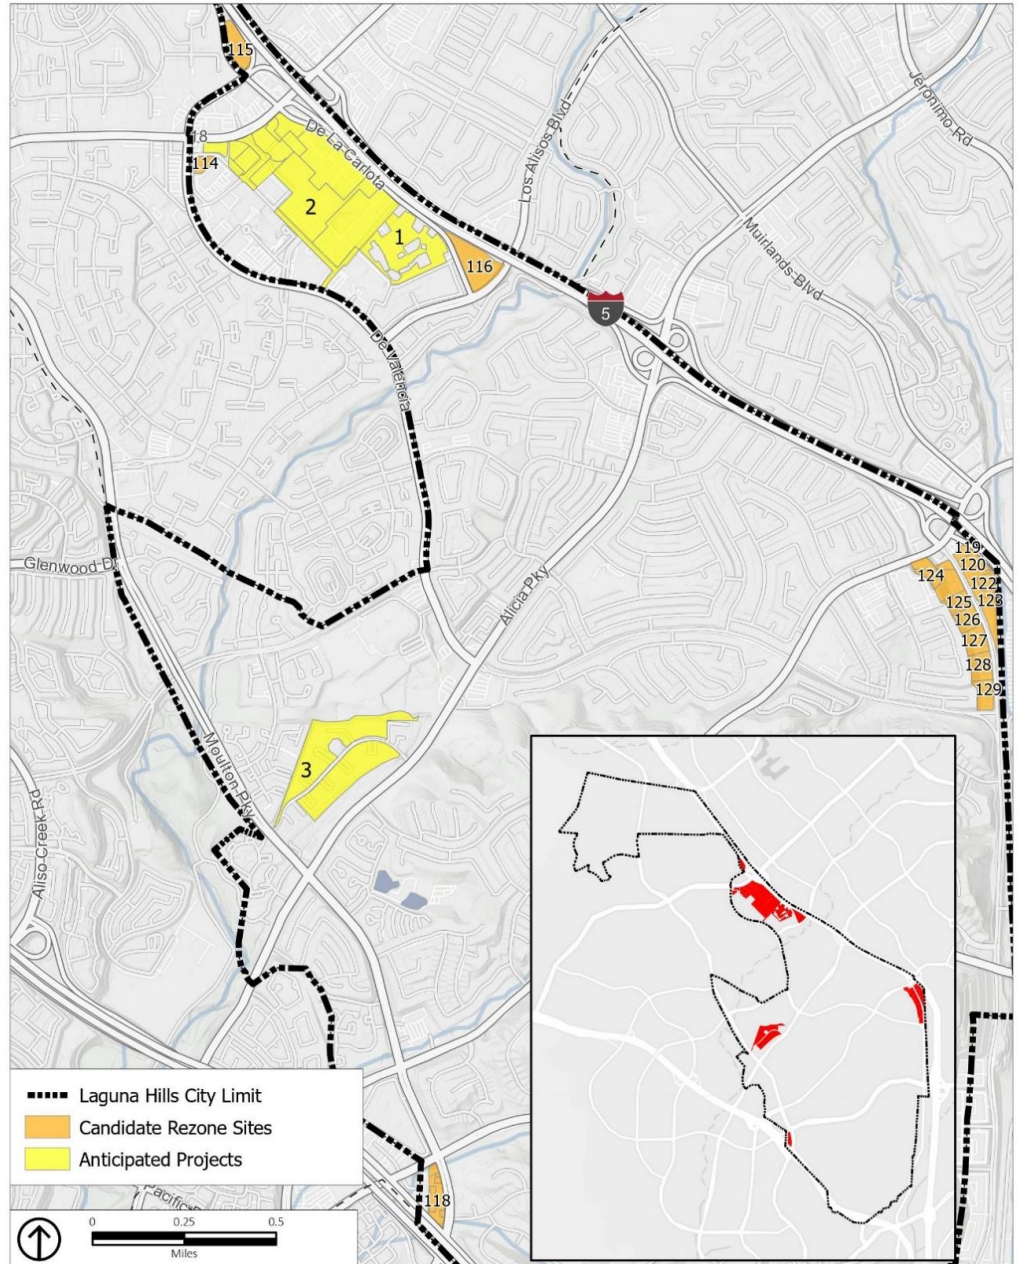 115
Jeronimo Rd
De La Carlota
Los Alisos Blvd
114
2
1
116
Muirlands Blvd
5
De Valencia
119
120
124
122
123
125
126
127
128
129
Glenwood D
Alicia Pky
Moulton Pky
3
Aliso Creek Rd
Laguna Hills City Limit
Candidate Rezone Sites
Anticipated Projects
118
Pacific
0 0.25 0.5
Miles